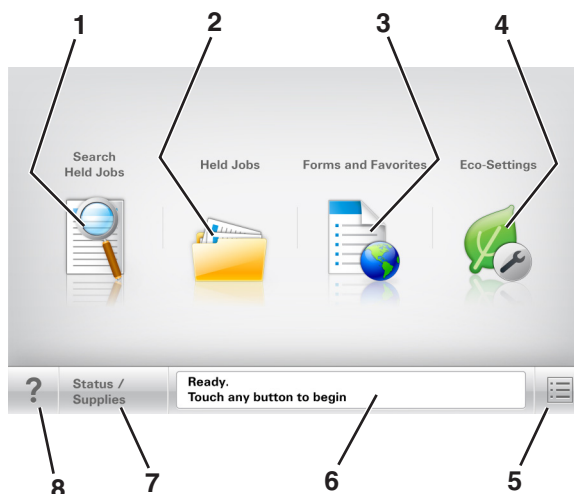 1
2
3
4
Search
Held Jobs
Held Jobs
Forms and Favorites
Eco-Settings
?
Status /
Supplies
Ready.
Touch any button to begin
8
7
6
5